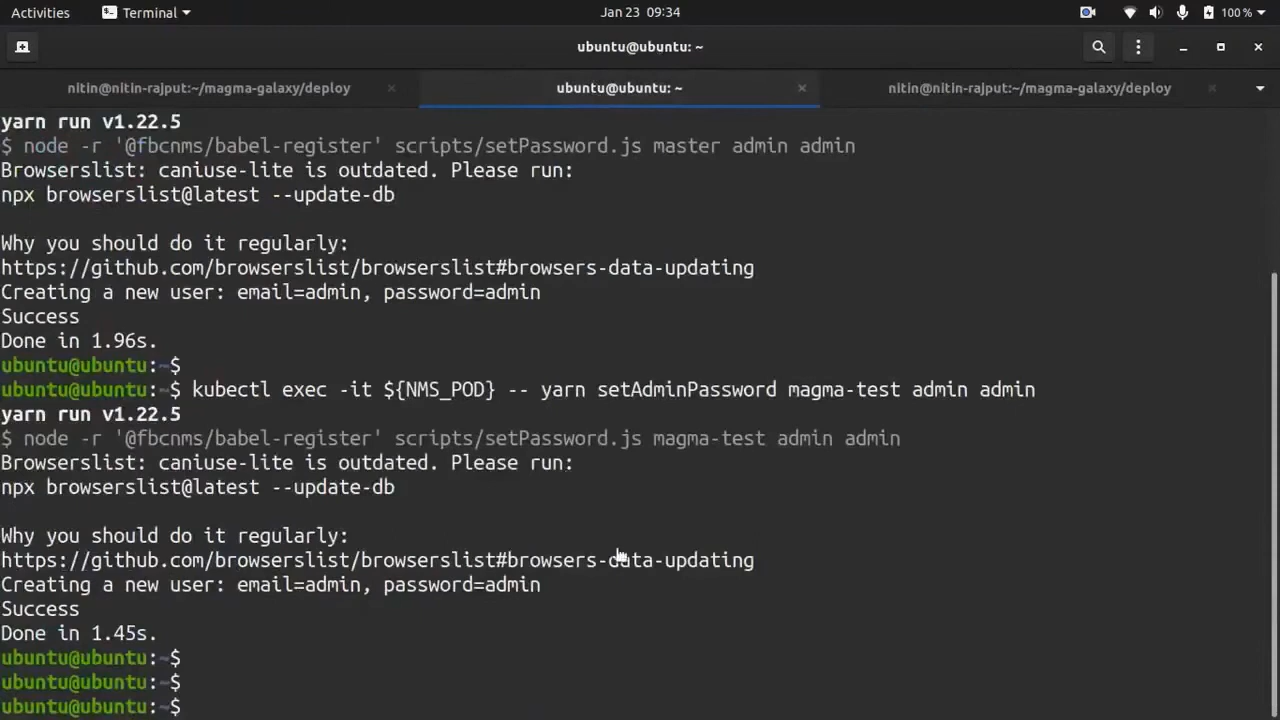 Activities Terminal Jan 23 09:34 100 %
ubuntu@ubuntu: ~
nitin@nitin-rajput:~/magma-galaxy/deploy ubuntu@ubuntu: ~ nitin@nitin-rajput:~/magma-galaxy/deploy
yarn run v1.22.5
$ node -r '@fbcnms/babel-register' scripts/setPassword.js master admin admin
Browserslist: caniuse-lite is outdated. Please run:
npx browserslist@latest --update-db
Why you should do it regularly:
https://github.com/browserslist/browserslist#browsers-data-updating
Creating a new user: email=admin, password=admin
Success
Done in 1.96s.
ubuntu@ubuntu:~$
ubuntu@ubuntu:~$ kubectl exec -it ${NMS_POD} -- yarn setAdminPassword magma-test admin admin
yarn run v1.22.5
$ node -r '@fbcnms/babel-register' scripts/setPassword.js magma-test admin admin
Browserslist: caniuse-lite is outdated. Please run:
npx browserslist@latest --update-db
Why you should do it regularly:
https://github.com/browserslist/browserslist#browsers-data-updating
Creating a new user: email=admin, password=admin
Success
Done in 1.45s.
ubuntu@ubuntu:~$
ubuntu@ubuntu:~$
ubuntu@ubuntu:~$